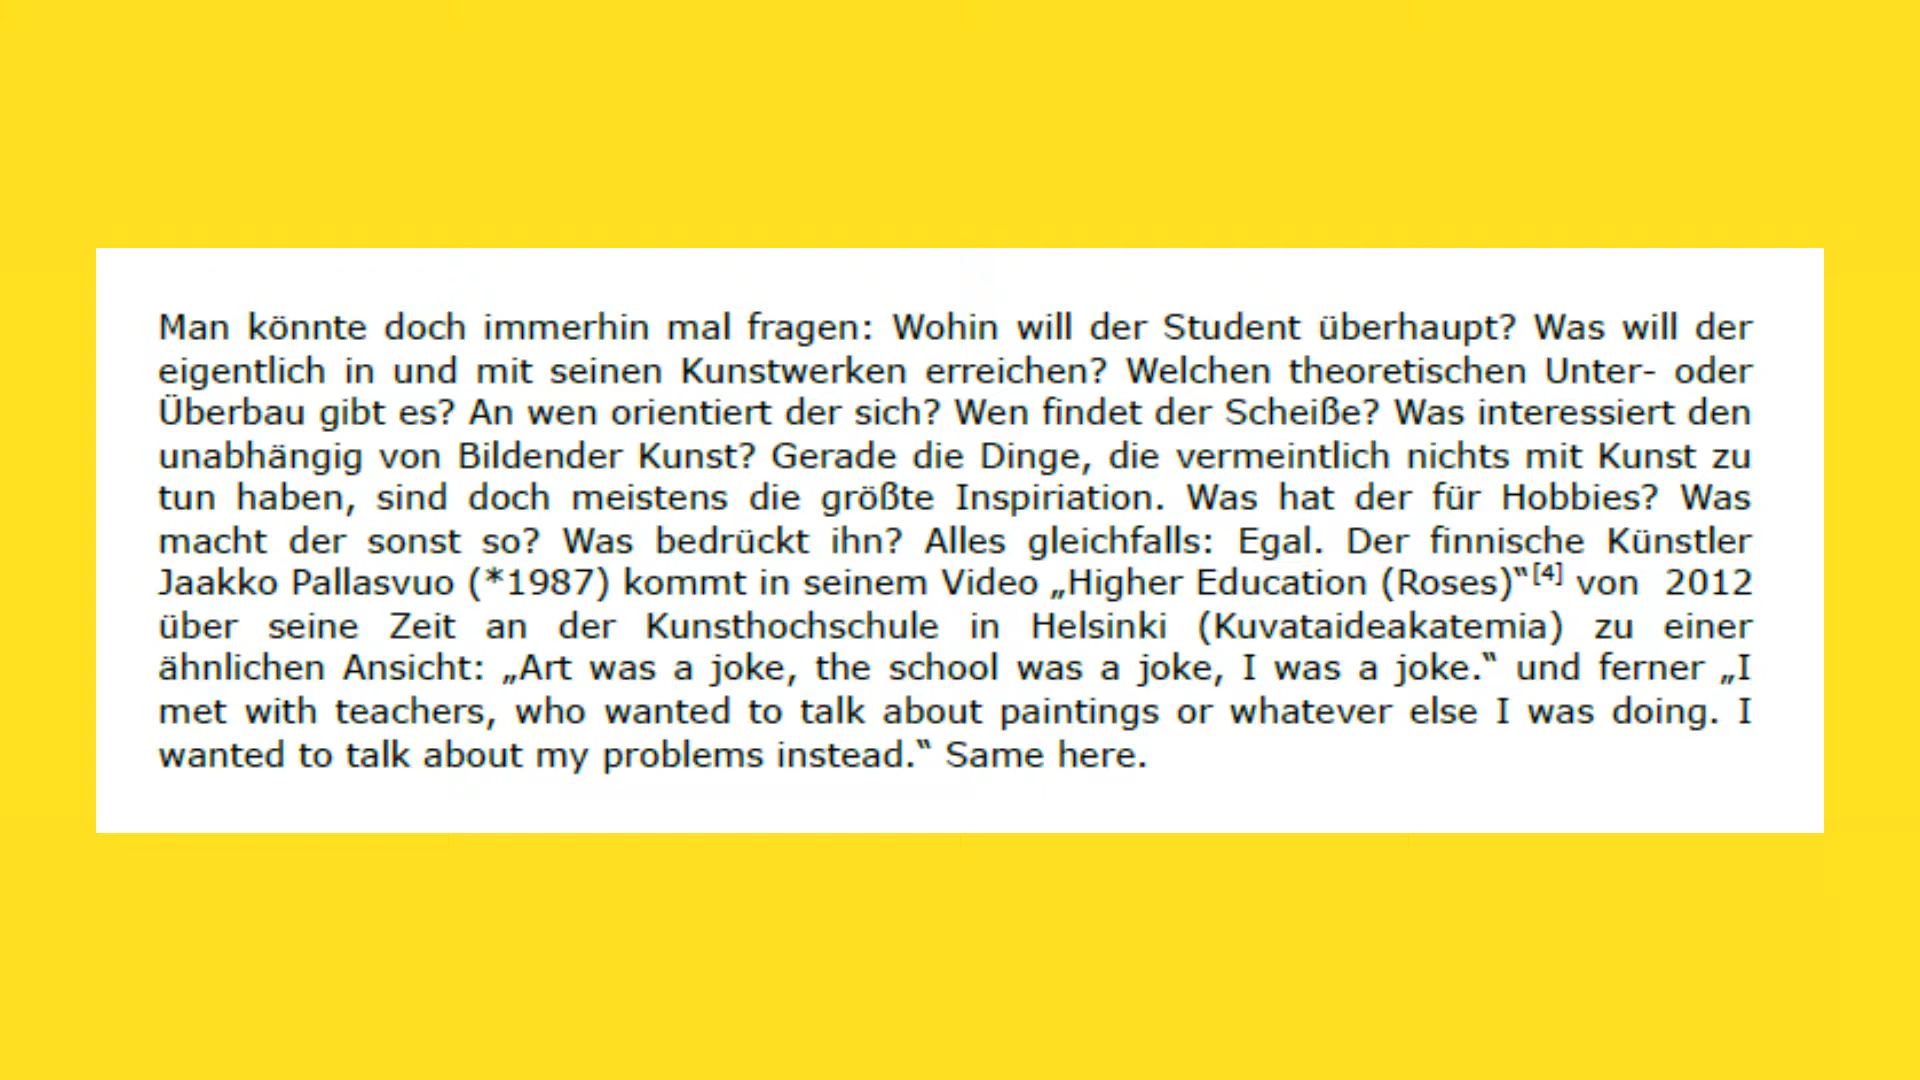 Man könnte doch immerhin mal fragen: Wohin will der Student überhaupt? Was will der
eigentlich in und mit seinen Kunstwerken erreichen? Welchen theoretischen Unter- oder
Überbau gibt es? An wen orientiert der sich? Wen findet der Scheiße? Was interessiert den
unabhängig von Bildender Kunst? Gerade die Dinge, die vermeintlich nichts mit Kunst zu
tun haben, sind doch meistens die größte Inspiriation. Was hat der für Hobbies? Was
macht der sonst so? Was bedrückt ihn? Alles gleichfalls: Egal. Der finnische Künstler
Jaakko Pallasvuo (*1987) kommt in seinem Video „Higher Education (Roses)“[4] von 2012
über seine Zeit an der Kunsthochschule in Helsinki (Kuvataideakatemia) zu einer
ähnlichen Ansicht: „Art was a joke, the school was a joke, I was a joke.“ und ferner „I
met with teachers, who wanted to talk about paintings or whatever else I was doing. I
wanted to talk about my problems instead.“ Same here.